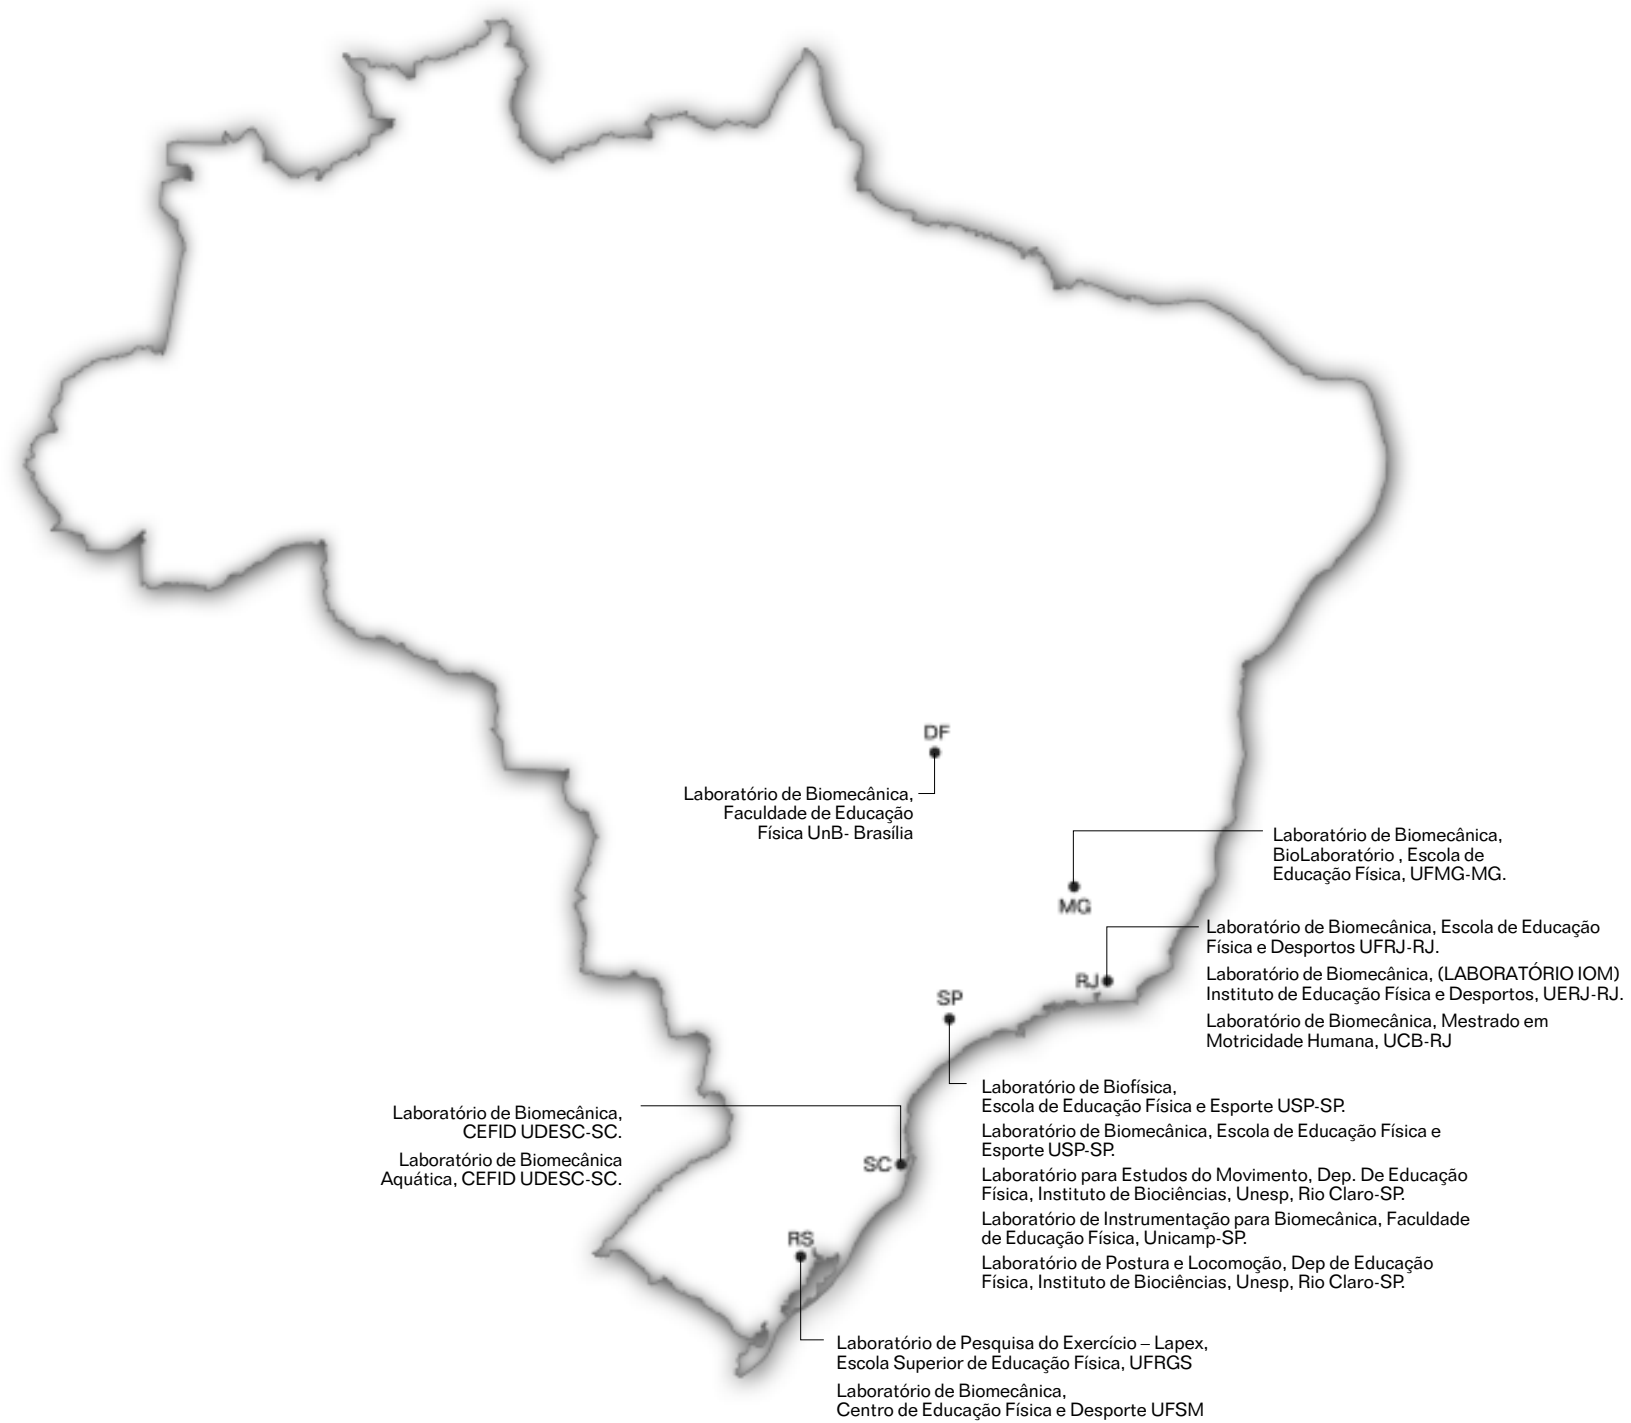 DF
Laboratório de Biomecânica,
Faculdade de Educação
Física UnB- Brasília
Laboratório de Biomecânica,
BioLaboratório , Escola de
Educação Física, UFMG-MG.
MG
Laboratório de Biomecânica, Escola de Educação
Física e Desportos UFRJ-RJ.
Laboratório de Biomecânica, (LABORATÓRIO IOM)
Instituto de Educação Física e Desportos, UERJ-RJ.
Laboratório de Biomecânica, Mestrado em
Motricidade Humana, UCB-RJ
RJ
SP
Laboratório de Biofísica,
Escola de Educação Física e Esporte USP-SP.
Laboratório de Biomecânica, Escola de Educação Física e
Esporte USP-SP.
Laboratório para Estudos do Movimento, Dep. De Educação
Física, Instituto de Biociências, Unesp, Rio Claro-SP.
Laboratório de Instrumentação para Biomecânica, Faculdade
de Educação Física, Unicamp-SP.
Laboratório de Postura e Locomoção, Dep de Educação
Física, Instituto de Biociências, Unesp, Rio Claro-SP.
Laboratório de Biomecânica,
CEFID UDESC-SC.
Laboratório de Biomecânica
Aquática, CEFID UDESC-SC.
SC
RS
Laboratório de Pesquisa do Exercício – Lapex,
Escola Superior de Educação Física, UFRGS
Laboratório de Biomecânica,
Centro de Educação Física e Desporte UFSM